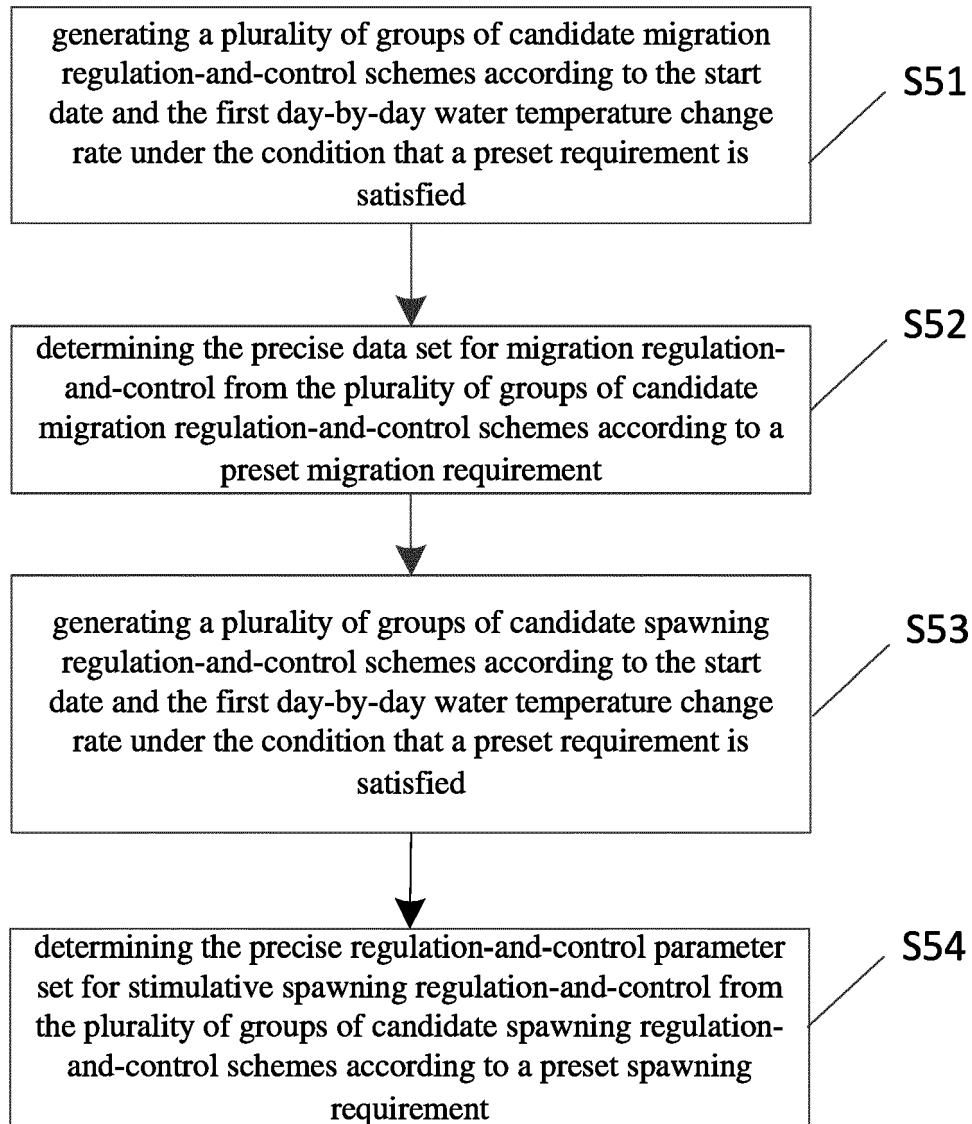 generating a plurality of groups of candidate migration
regulation-and-control schemes according to the start
date and the first day-by-day water temperature change
rate under the condition that a preset requirement is
satisfied
S51
determining the precise data set for migration regulation-
and-control from the plurality of groups of candidate
migration regulation-and-control schemes according to a
preset migration requirement
S52
generating a plurality of groups of candidate spawning
regulation-and-control schemes according to the start
date and the first day-by-day water temperature change
rate under the condition that a preset requirement is
satisfied
S53
determining the precise regulation-and-control parameter
set for stimulative spawning regulation-and-control from
the plurality of groups of candidate spawning regulation-
and-control schemes according to a preset spawning
requirement
S54